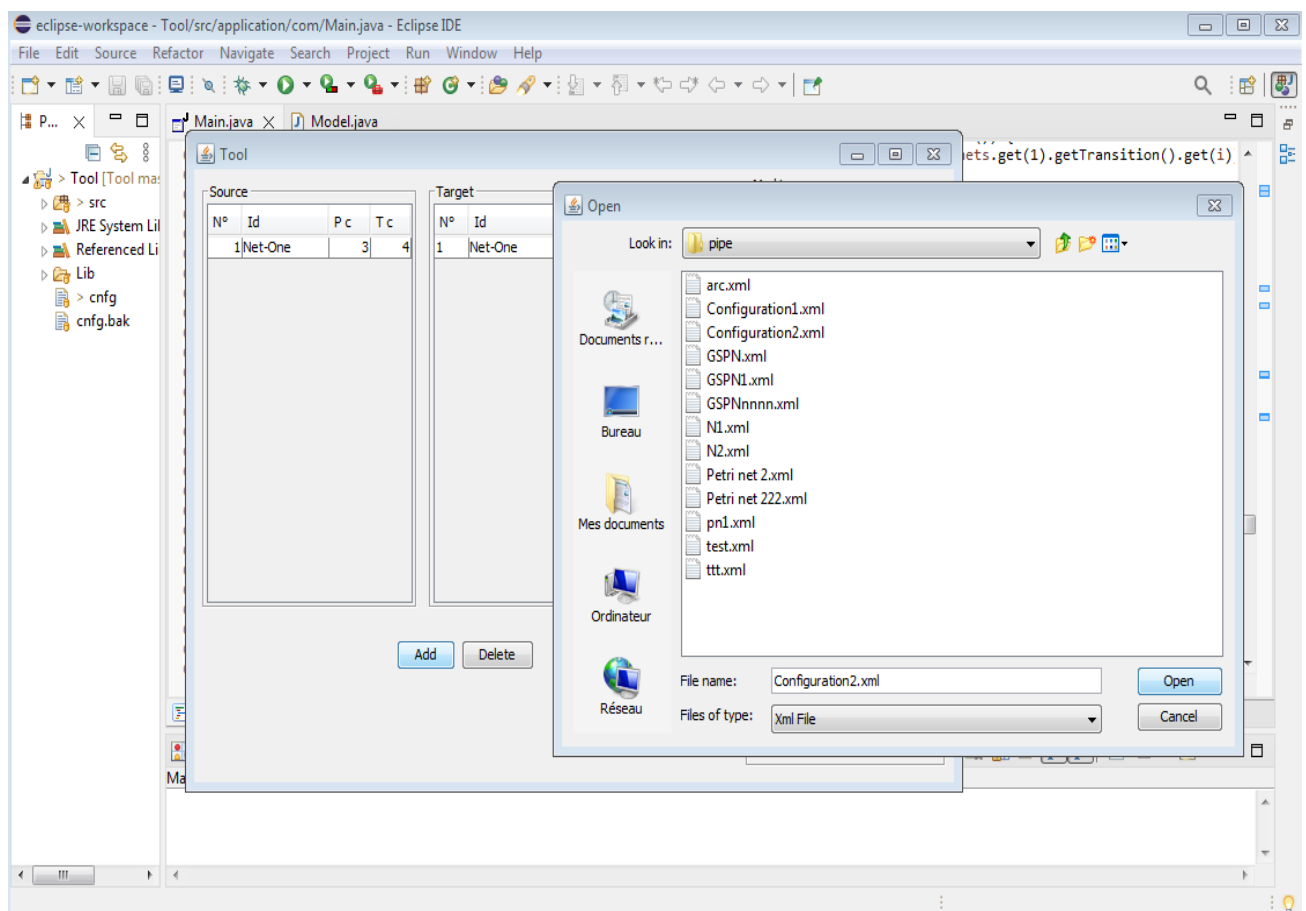 eclipse-workspace - Tool/src/application/com/Main.java - Eclipse IDE
File Edit Source Refactor Navigate Search Project Run Window Help
P...
Main.java
Model.java
> Tool [Tool mas
> src
JRE System Lil
Referenced Li
Lib
> cnfg
cnfg.bak
nets.get(1).getTransition().get(i)
Tool
Source
N° Id P c T c
1 Net-One 3 4
Target
N° Id
1 Net-One
Add Delete
Open
Look in: pipe
Documents r...
Bureau
Mes documents
Ordinateur
Réseau
arc.xml
Configuration1.xml
Configuration2.xml
GSPN.xml
GSPN1.xml
GSPNnnnn.xml
N1.xml
N2.xml
Petri net 2.xml
Petri net 222.xml
pn1.xml
test.xml
ttt.xml
File name: Configuration2.xml Open
Files of type: Xml File Cancel
Ma